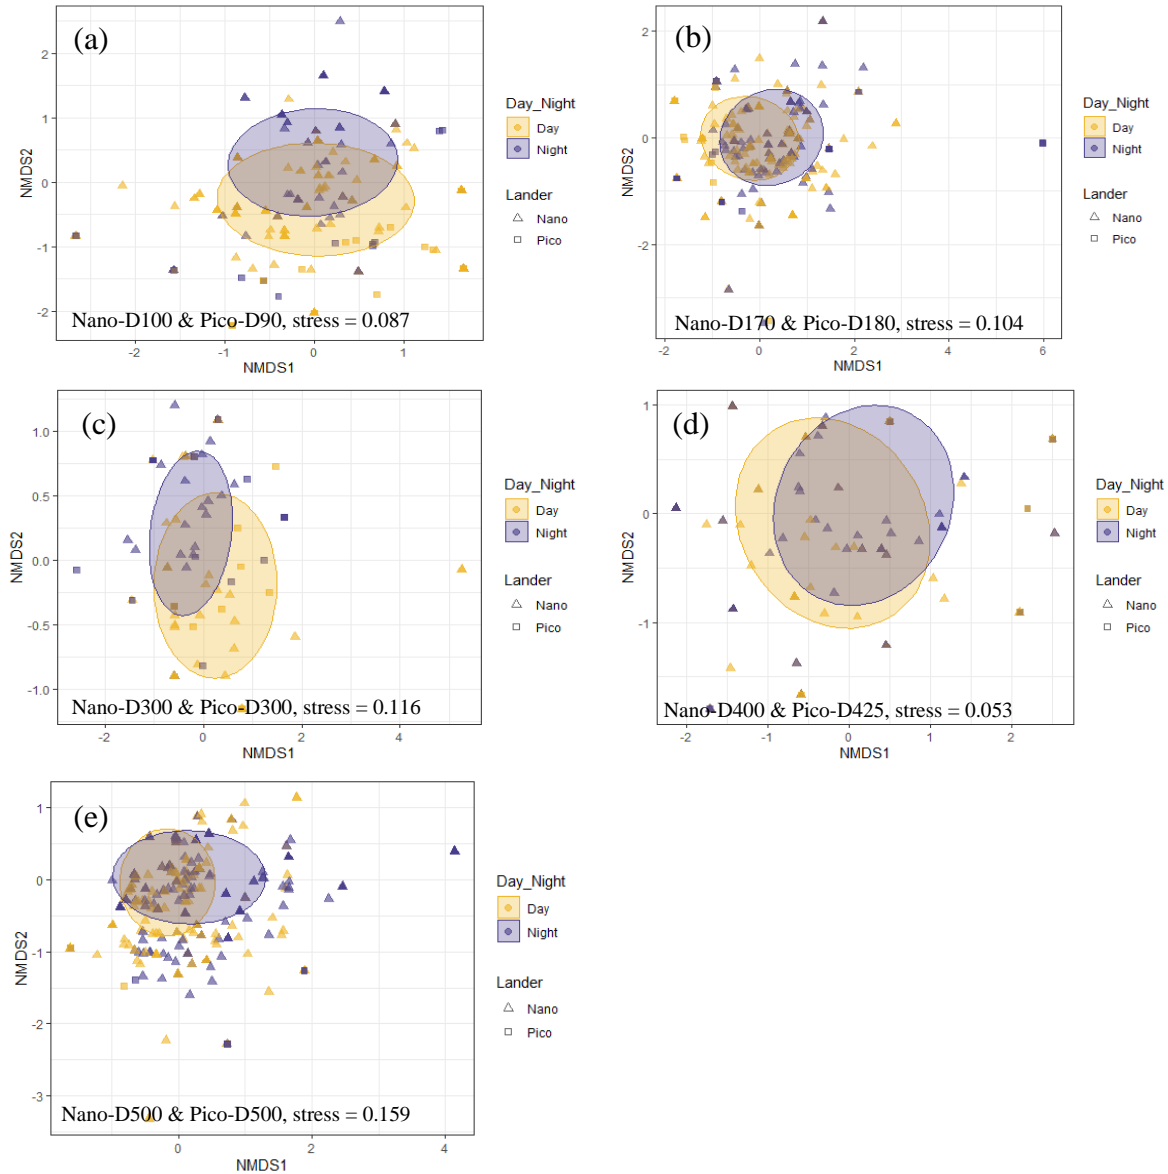 (a)
2
1
0
-1
-2
NMDS2
-2
-1
0
1
NMDS1
Nano-D100 & Pico-D90, stress = 0.087
Day_Night
Day
Night
Lander
Nano
Pico
(b)
2
0
-2
NMDS2
-2
0
2
4
6
NMDS1
Nano-D170 & Pico-D180, stress = 0.104
Day_Night
Day
Night
Lander
Nano
Pico
(c)
1.0
0.5
0.0
-0.5
-1.0
NMDS2
-2
0
2
4
NMDS1
Nano-D300 & Pico-D300, stress = 0.116
Day_Night
Day
Night
Lander
Nano
Pico
(d)
1
0
-1
NMDS2
-2
-1
0
1
2
NMDS1
Nano-D400 & Pico-D425, stress = 0.053
Day_Night
Day
Night
Lander
Nano
Pico
(e)
1
0
-1
-2
-3
NMDS2
0
2
4
NMDS1
Nano-D500 & Pico-D500, stress = 0.159
Day_Night
Day
Night
Lander
Nano
Pico